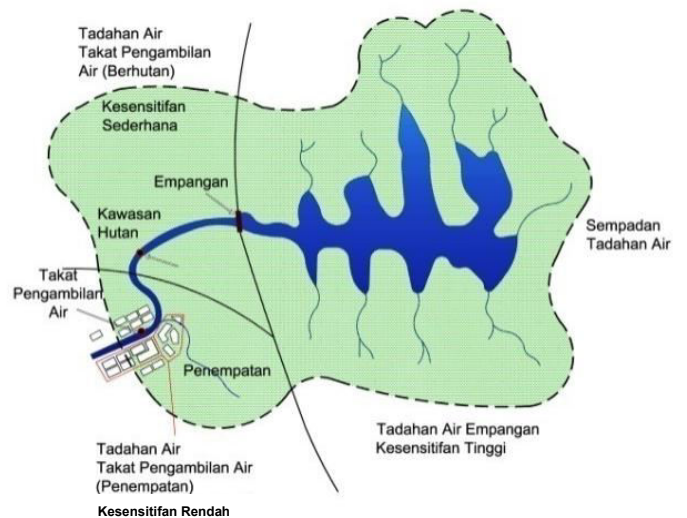 Tadahan Air
Takat Pengambilan
Air (Berhutan)
Kesensitifan
Sederhana
Empangan
Kawasan
Hutan
Sempadan
Tadahan Air
Takat
Pengambilan
Air
Penempatan
Tadahan Air Empangan
Kesensitifan Tinggi
Tadahan Air
Takat Pengambilan Air
(Penempatan)
Kesensitifan Rendah